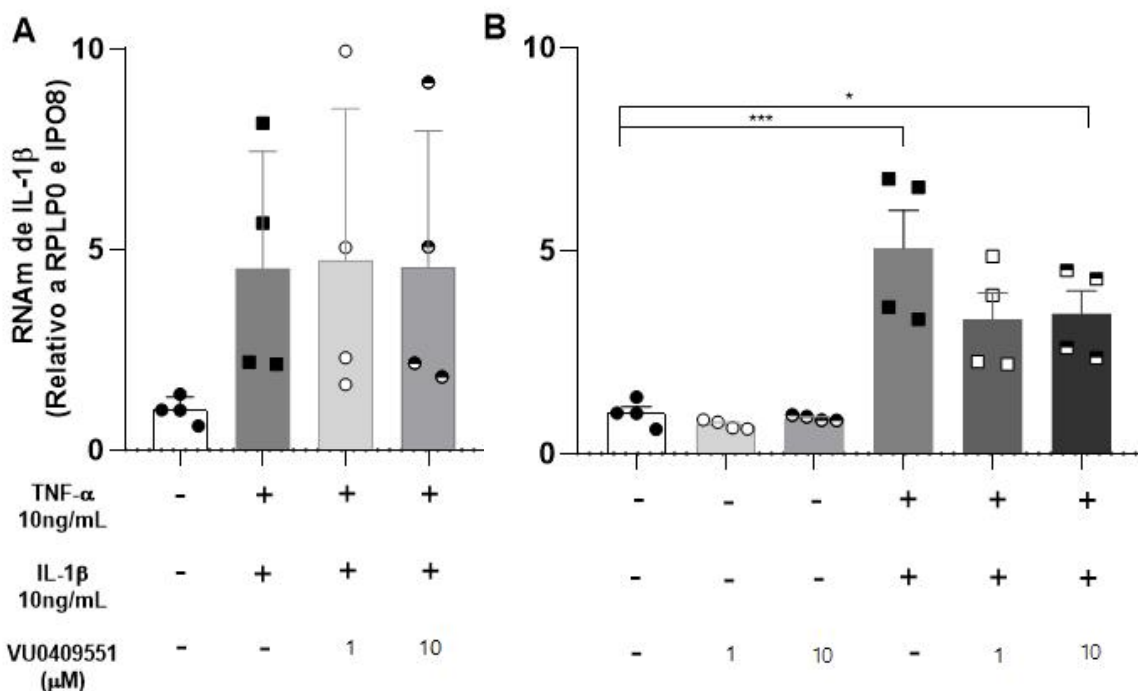 A
B
10
5
0
RNAm de IL-1β
(Relativo a RPLP0 e IPO8)
10
5
0
***
*
TNF-α
10ng/mL
- + + + - - - + + +
IL-1β
10ng/mL
- + + + - - - + + +
VU0409551
(μM)
- - 1 10 - 1 10 - 1 10